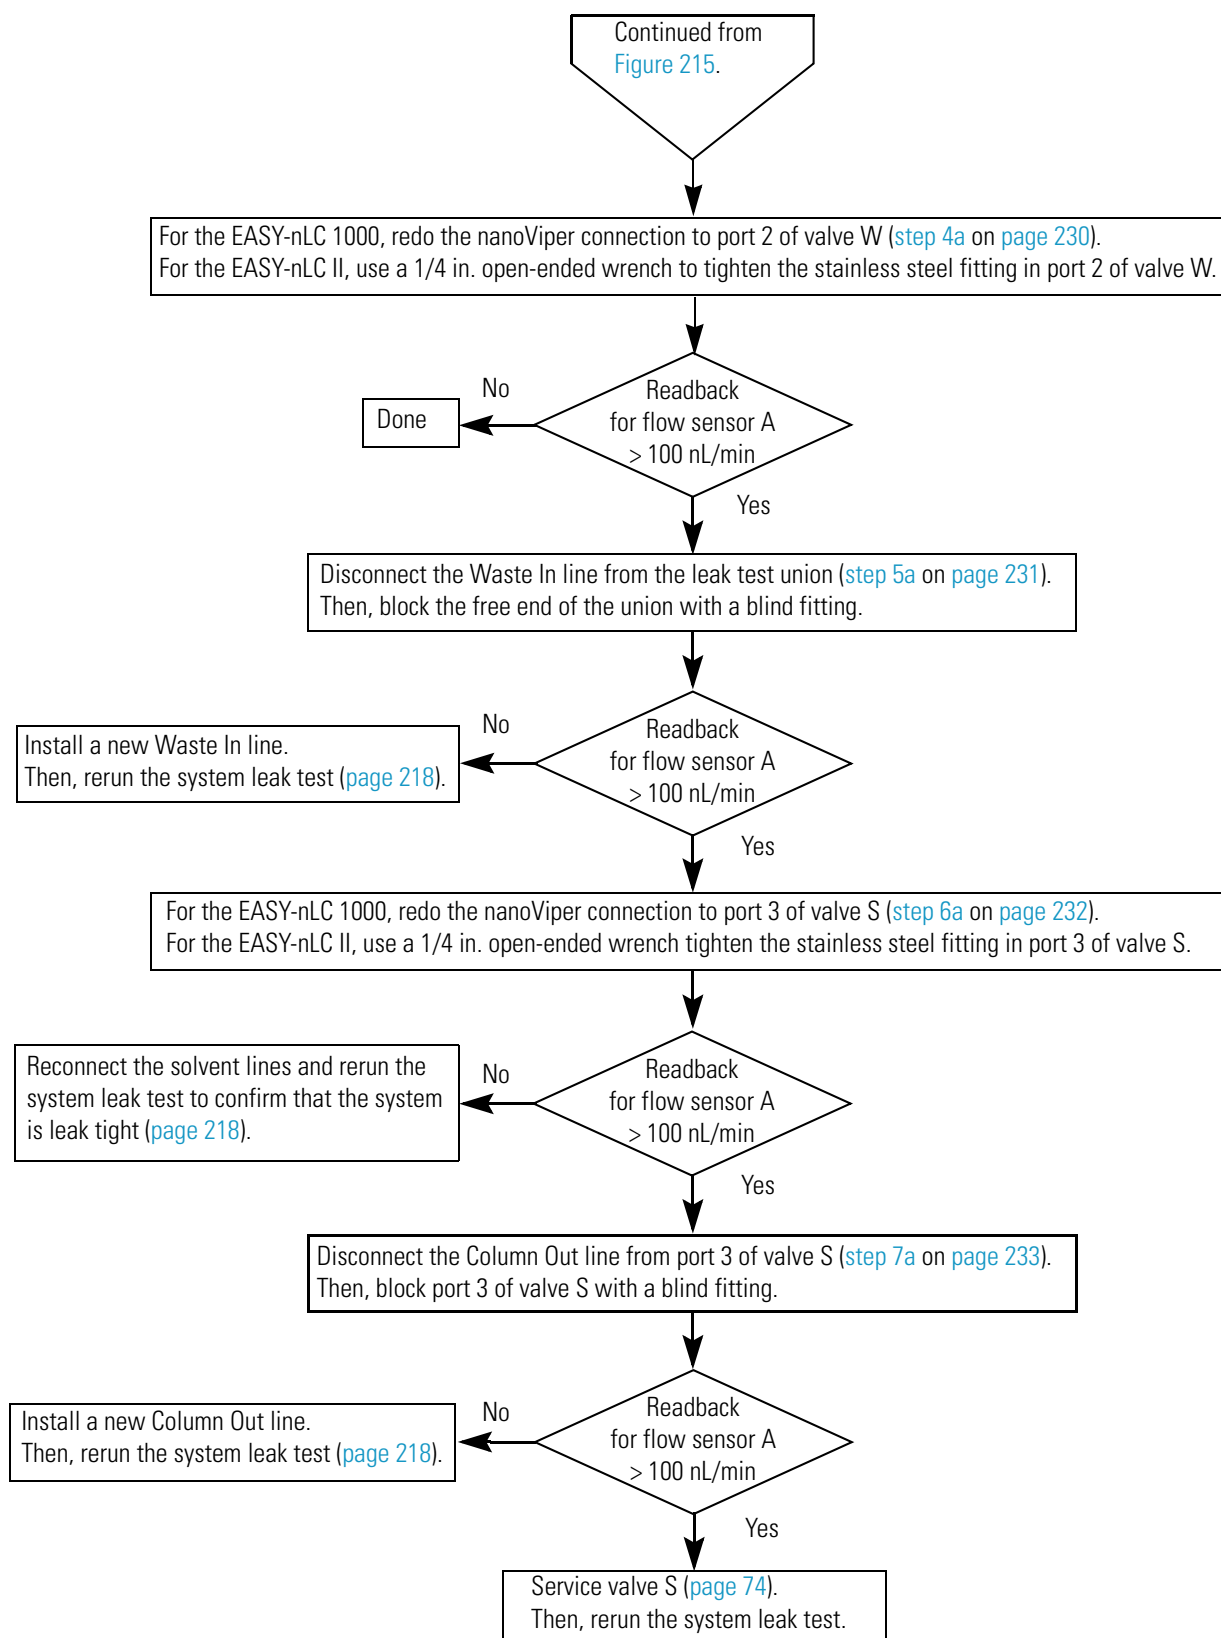 Continued from
Figure 215.
For the EASY-nLC 1000, redo the nanoViper connection to port 2 of valve W (step 4a on page 230).
For the EASY-nLC II, use a 1/4 in. open-ended wrench to tighten the stainless steel fitting in port 2 of valve W.
No
Readback
for flow sensor A
> 100 nL/min
Done
Yes
Disconnect the Waste In line from the leak test union (step 5a on page 231).
Then, block the free end of the union with a blind fitting.
No
Readback
for flow sensor A
> 100 nL/min
Install a new Waste In line.
Then, rerun the system leak test (page 218).
Yes
For the EASY-nLC 1000, redo the nanoViper connection to port 3 of valve S (step 6a on page 232).
For the EASY-nLC II, use a 1/4 in. open-ended wrench tighten the stainless steel fitting in port 3 of valve S.
Reconnect the solvent lines and rerun the
system leak test to confirm that the system
is leak tight (page 218).
No
Readback
for flow sensor A
> 100 nL/min
Yes
Disconnect the Column Out line from port 3 of valve S (step 7a on page 233).
Then, block port 3 of valve S with a blind fitting.
Install a new Column Out line.
Then, rerun the system leak test (page 218).
No
Readback
for flow sensor A
> 100 nL/min
Yes
Service valve S (page 74).
Then, rerun the system leak test.